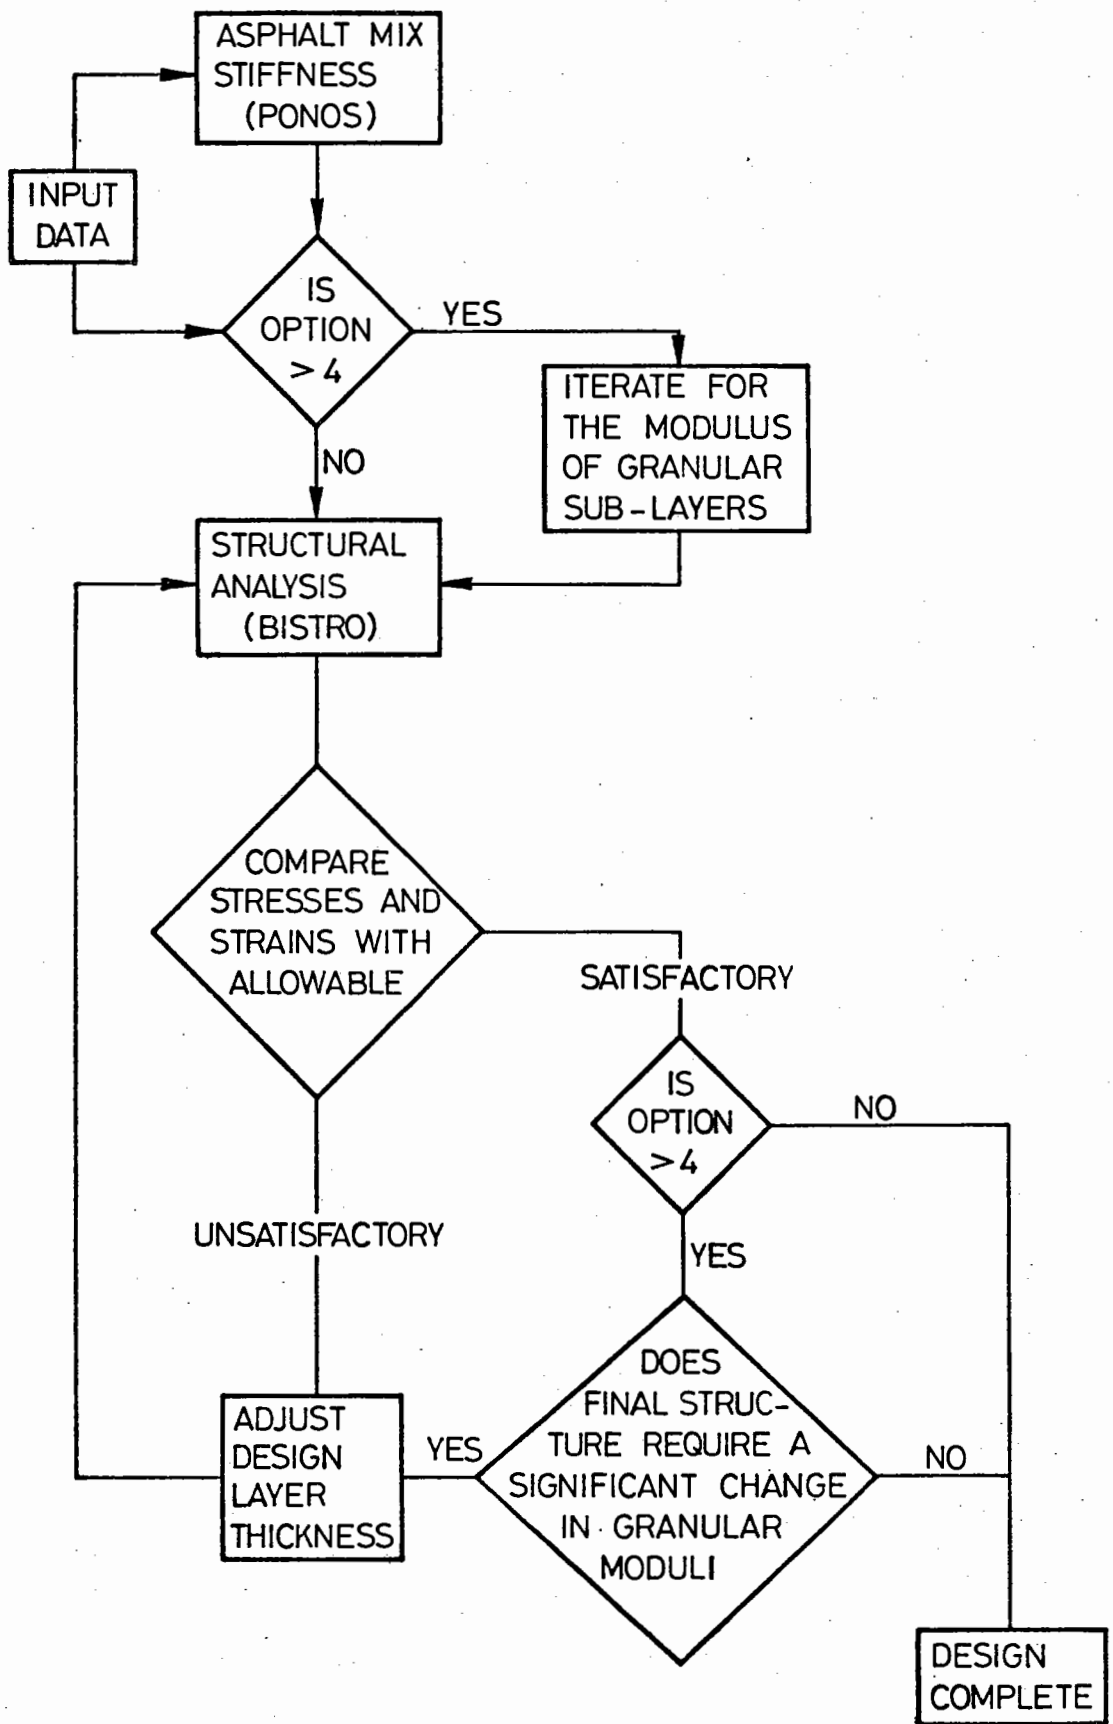 ASPHALT MIX
STIFFNESS
(PONOS)
INPUT
DATA
IS
OPTION
> 4
YES
ITERATE FOR
THE MODULUS
OF GRANULAR
SUB-LAYERS
NO
STRUCTURAL
ANALYSIS
(BISTRO)
COMPARE
STRESSES AND
STRAINS WITH
ALLOWABLE
SATISFACTORY
IS
OPTION
>4
NO
UNSATISFACTORY
YES
DOES
FINAL STRUC-
TURE REQUIRE A
SIGNIFICANT CHANGE
IN GRANULAR
MODULI
YES
NO
ADJUST
DESIGN
LAYER
THICKNESS
DESIGN
COMPLETE